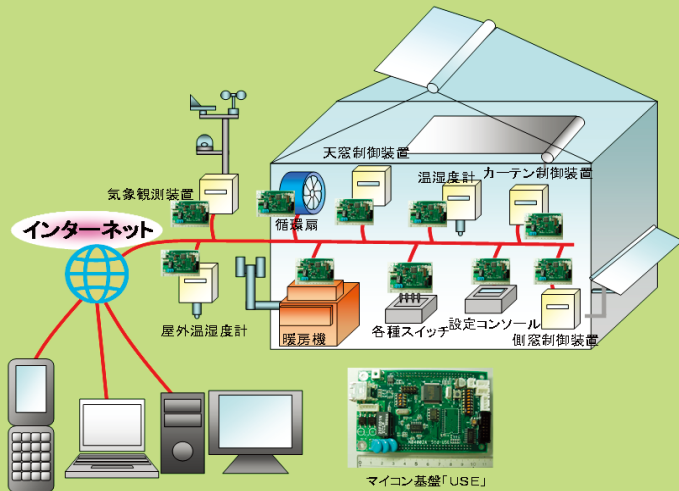 天窓制御装置
温湿度計
カーテン制御装置
気象観測装置
循環扇
インターネット
屋外温湿度計
暖房機
各種スイッチ
設定コンソール
側窓制御装置
マイコン基盤「USE」